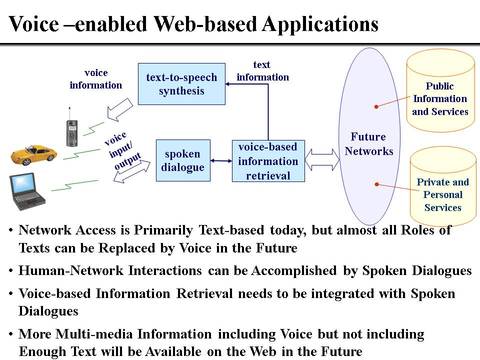 Voice –enabled Web-based Applications
voice
information
text-to-speech
synthesis
text
information
Public
Information
and Services
voice
input/
output
spoken
dialogue
voice-based
information
retrieval
Future
Networks
Private and
Personal
Services
• Network Access is Primarily Text-based today, but almost all Roles of
Texts can be Replaced by Voice in the Future
• Human-Network Interactions can be Accomplished by Spoken Dialogues
• Voice-based Information Retrieval needs to be integrated with Spoken
Dialogues
• More Multi-media Information including Voice but not including
Enough Text will be Available on the Web in the Future